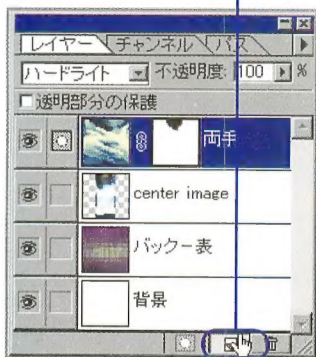 レイヤー チャンネル パス
ハードライト 不透明度: 100 %
透明部分の保護
両手
center image
バックー表
背景